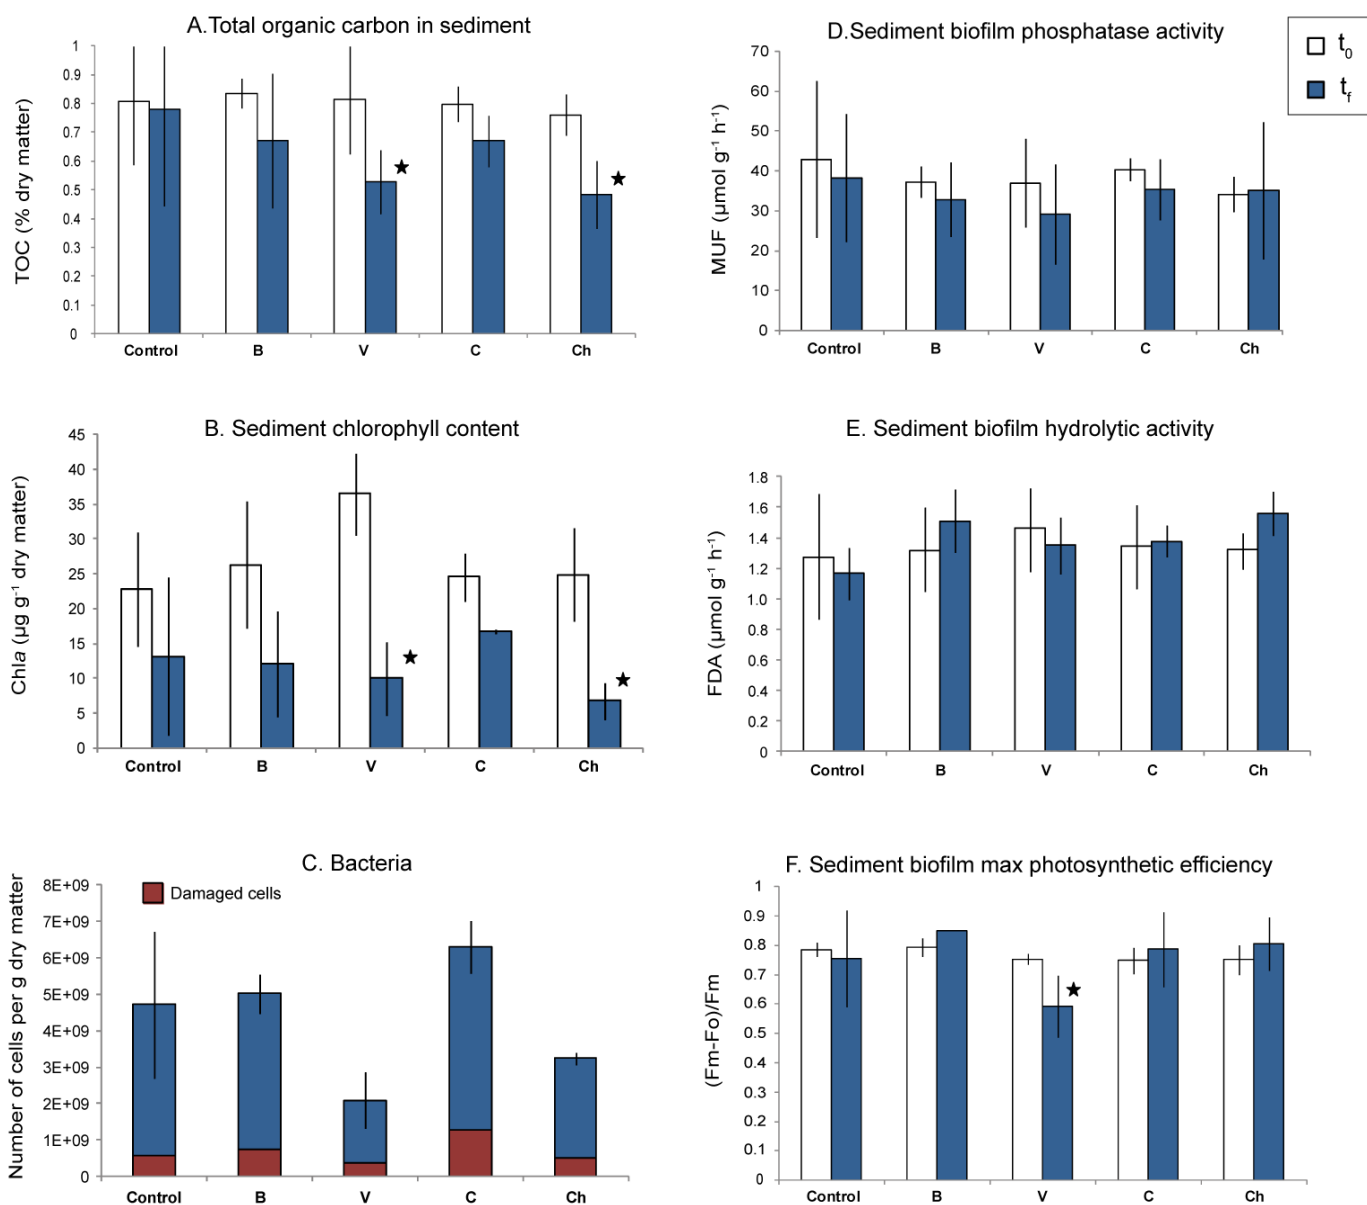 A.Total organic carbon in sediment
TOC (% dry matter)
1
0.9
0.8
0.7
0.6
0.5
0.4
0.3
0.2
0.1
0
Control B V C Ch
D.Sediment biofilm phosphatase activity
MUF (µmol g⁻¹ h⁻¹)
70
60
50
40
30
20
10
0
Control B V C Ch
t₀
t_f
B. Sediment chlorophyll content
Chla (µg g⁻¹ dry matter)
45
40
35
30
25
20
15
10
5
0
Control B V C Ch
E. Sediment biofilm hydrolytic activity
FDA (µmol g⁻¹ h⁻¹)
1.8
1.6
1.4
1.2
1.0
0.8
0.6
0.4
0.2
0
Control B V C Ch
C. Bacteria
Damaged cells
Number of cells per g dry matter
8E+09
7E+09
6E+09
5E+09
4E+09
3E+09
2E+09
1E+09
0
Control B V C Ch
F. Sediment biofilm max photosynthetic efficiency
(Fm-Fo)/Fm
1
0.9
0.8
0.7
0.6
0.5
0.4
0.3
0.2
0.1
0
Control B V C Ch